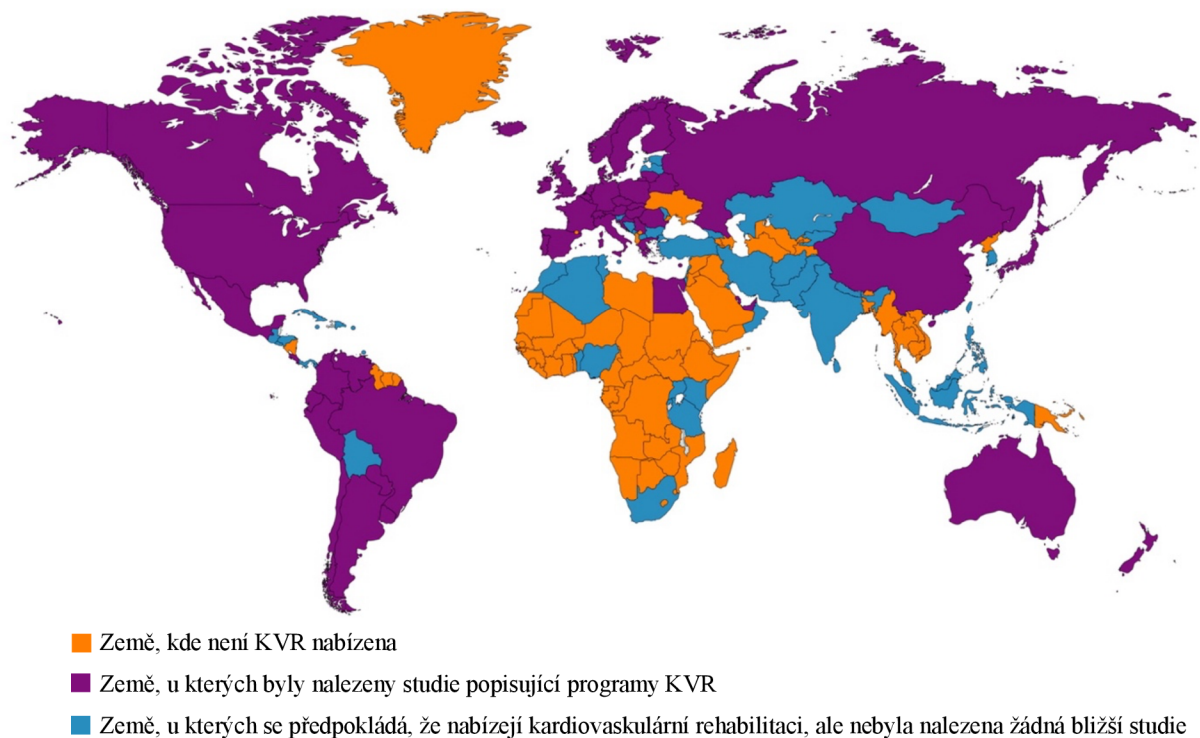 Země, kde není KVR nabízena
Země, u kterých byly nalezeny studie popisující programy KVR
Země, u kterých se předpokládá, že nabízejí kardiovaskulární rehabilitaci, ale nebyla nalezena žádná bližší studie